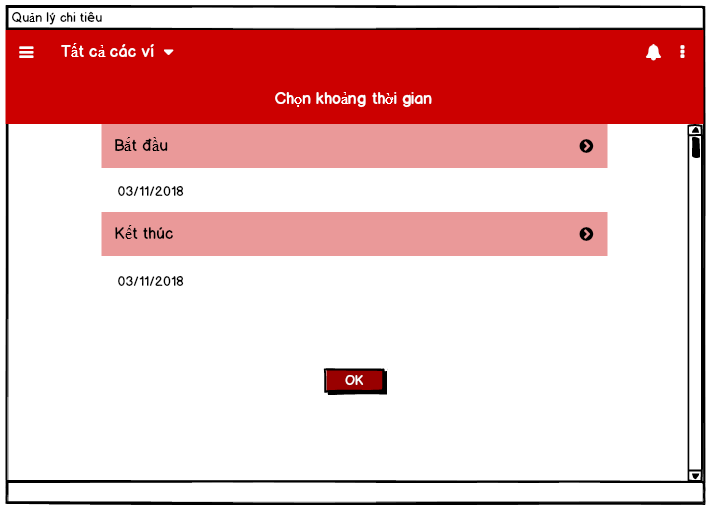 Quản lý chi tiêu
Tất cả các ví
Chọn khoảng thời gian
Bắt đầu
03/11/2018
Kết thúc
03/11/2018
OK